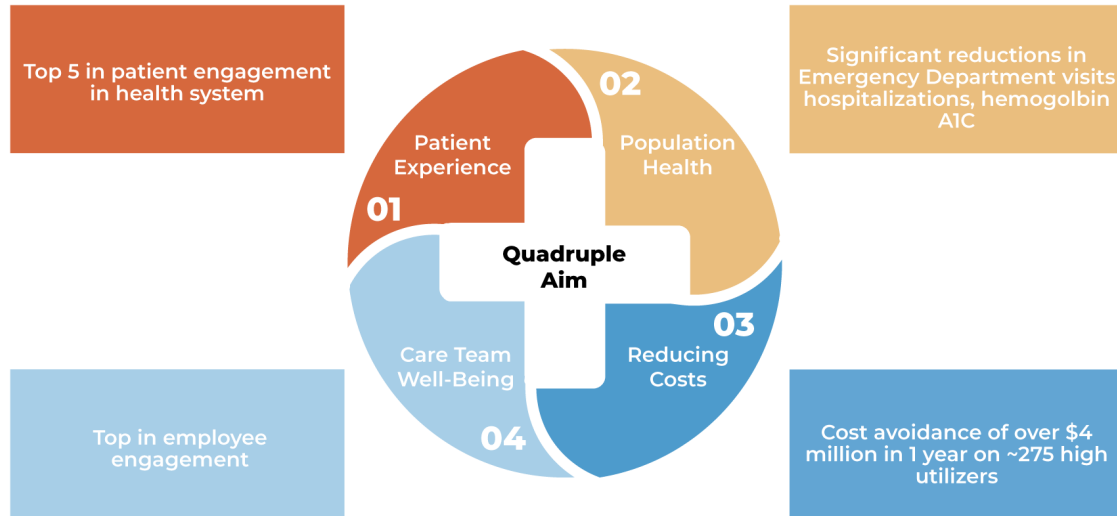 Top 5 in patient engagement
in health system
Significant reductions in
Emergency Department visits
hospitalizations, hemogolbin
A1C
02
Patient
Experience
Population
Health
01
Quadruple
Aim
03
Care Team
Well-Being
Reducing
Costs
04
Top in employee
engagement
Cost avoidance of over $4
million in 1 year on ~275 high
utilizers